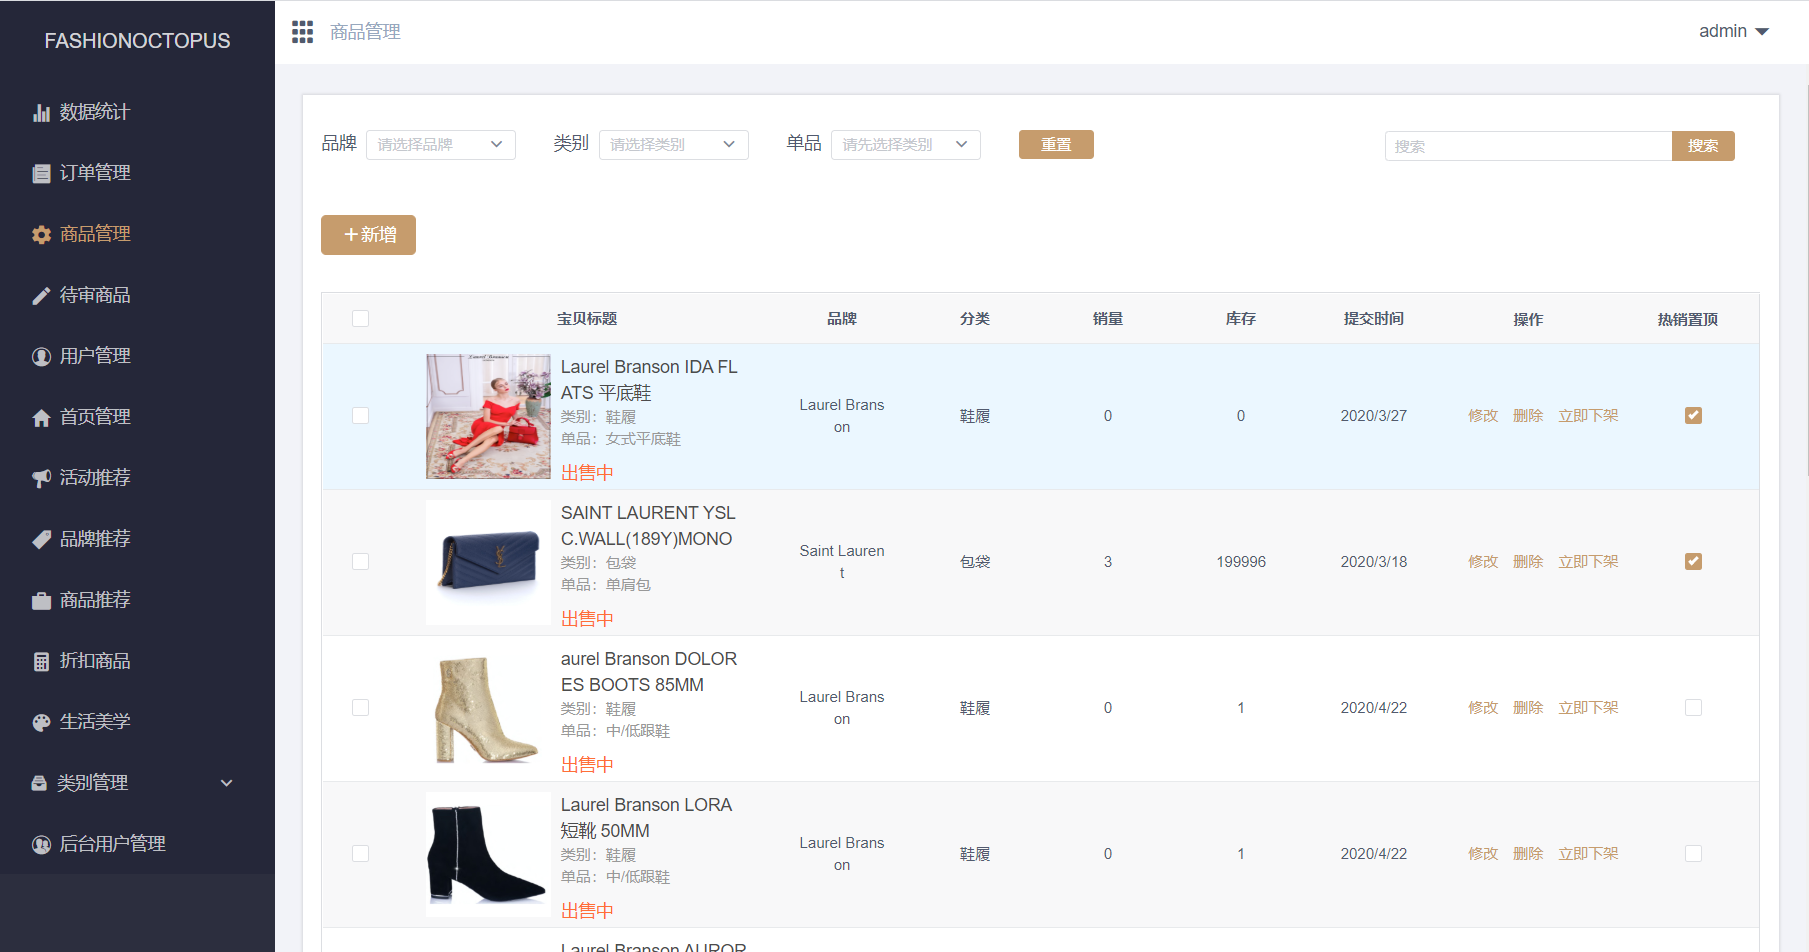 FASHIONOCTOPUS
商品管理
admin
数据统计
订单管理
商品管理
待审商品
用户管理
首页管理
活动推荐
品牌推荐
商品推荐
折扣商品
生活美学
类别管理
后台用户管理
品牌 请选择品牌 类别 请选择类别 单品 请先选择类别 重置 搜索 搜索
+新增
宝贝标题 品牌 分类 销量 库存 提交时间 操作 热销置顶
Laurel Branson
Laurel Branson IDA FL
ATS 平底鞋
类别：鞋履
单品：女式平底鞋
出售中
Laurel Brans
on
鞋履 0 0 2020/3/27 修改 删除 立即下架
SAINT LAURENT YSL
C.WALL(189Y)MONO
类别：包袋
单品：单肩包
出售中
Saint Lauren
t
包袋 3 199996 2020/3/18 修改 删除 立即下架
aurel Branson DOLOR
ES BOOTS 85MM
类别：鞋履
单品：中/低跟鞋
出售中
Laurel Brans
on
鞋履 0 1 2020/4/22 修改 删除 立即下架
Laurel Branson LORA
短靴 50MM
类别：鞋履
单品：中/低跟鞋
出售中
Laurel Brans
on
鞋履 0 1 2020/4/22 修改 删除 立即下架
Laurel Branson AUROR